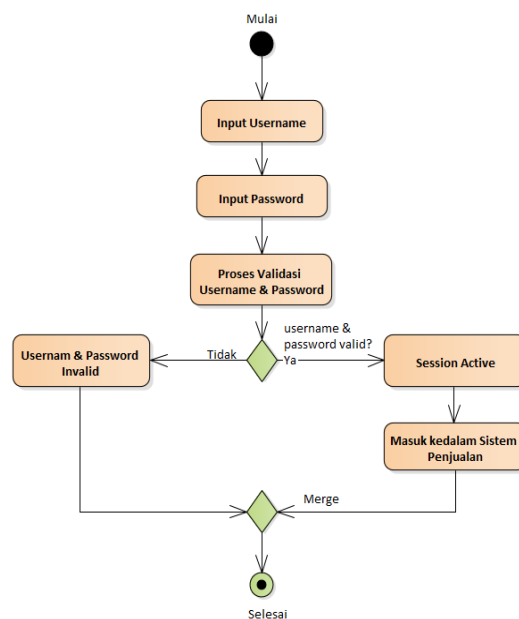 Mulai
Input Username
Input Password
Proses Validasi
Username & Password
username &
password valid?
Tidak
Ya
Usernam & Password
Invalid
Session Active
Masuk kedalam Sistem
Penjualan
Merge
Selesai